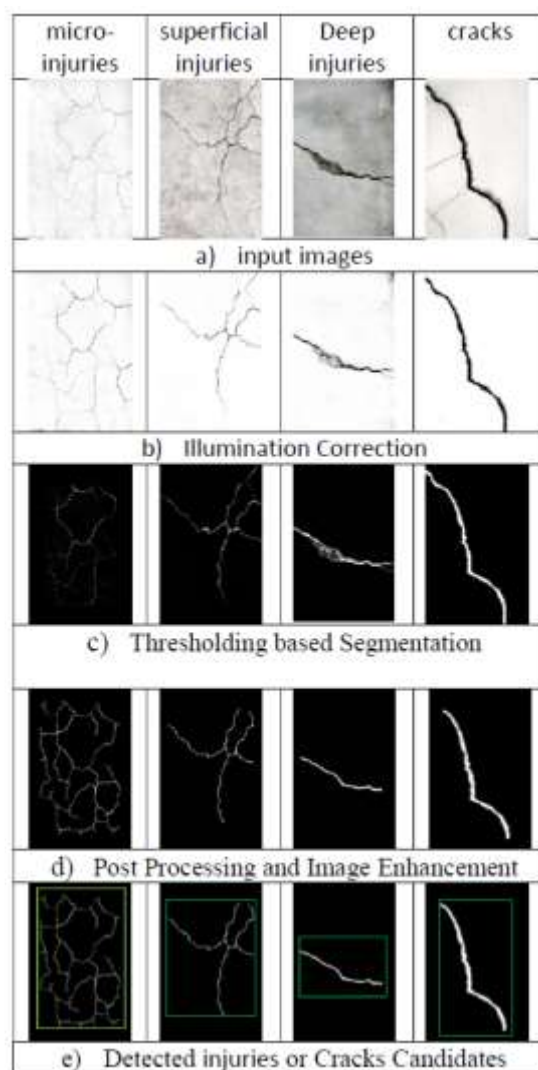 micro-
injuries
superficial
injuries
Deep
injuries
cracks
a) input images
b) Illumination Correction
c) Thresholding based Segmentation
d) Post Processing and Image Enhancement
e) Detected injuries or Cracks Candidates